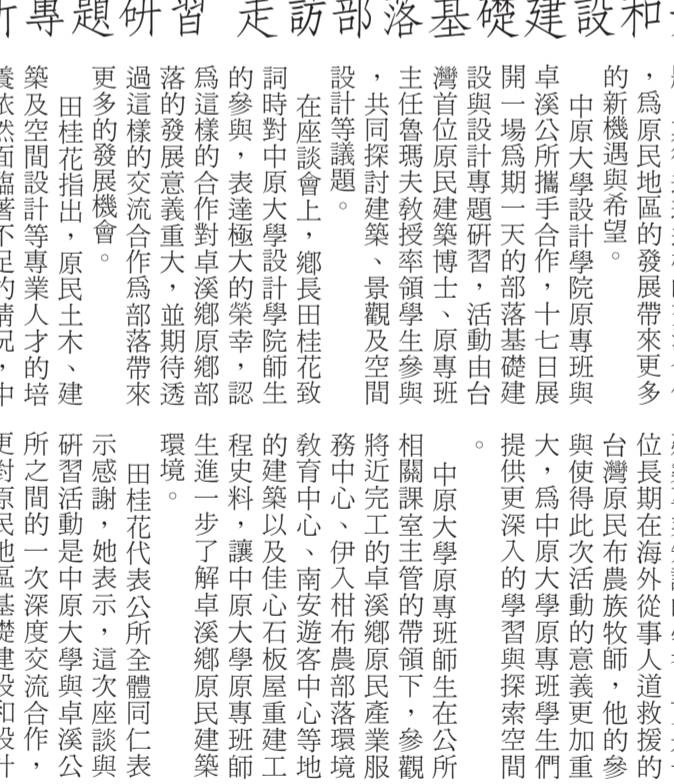 專題研習 走訪部落基礎建設和
，為原民地區的發展帶來更多
的新機遇與希望。
中原大學設計學院原專班與
卓溪公所攜手合作，十七日展
開一場為期一天的部落基礎建
設與設計專題研習，活動由台
灣首位原民建築博士、原專班
主任魯瑪夫教授率領學生參與
，共同探討建築、景觀及空間
設計等議題。
在座談會上，鄉長田桂花致
詞時對中原大學設計學院師生
的參與，表達極大的榮幸，認
為這樣的合作對卓溪鄉原鄉部
落的發展意義重大，並期待透
過這樣的交流合作為部落帶來
更多的發展機會。
田桂花指出，原民土木、建
築及空間設計等專業人才的培
養依然面臨著不足的情況，中
位長期在海外從事人道救援的
台灣原民布農族牧師，他的參
與使得此次活動的意義更加重
大，為中原大學原專班學生們
提供更深入的學習與探索空間
。
中原大學原專班師生在公所
相關課室主管的帶領下，參觀
將近完工的卓溪鄉原民產業服
務中心、伊入柑布農部落環境
教育中心、南安遊客中心等地
的建築以及佳心石板屋重建工
程史料，讓中原大學原專班師
生進一步了解卓溪鄉原民建築
環境。
田桂花代表公所全體同仁表
示感謝，她表示，這次座談與
研習活動是中原大學與卓溪公
所之間的一次深度交流合作，
更對原民地區基礎建設和設計